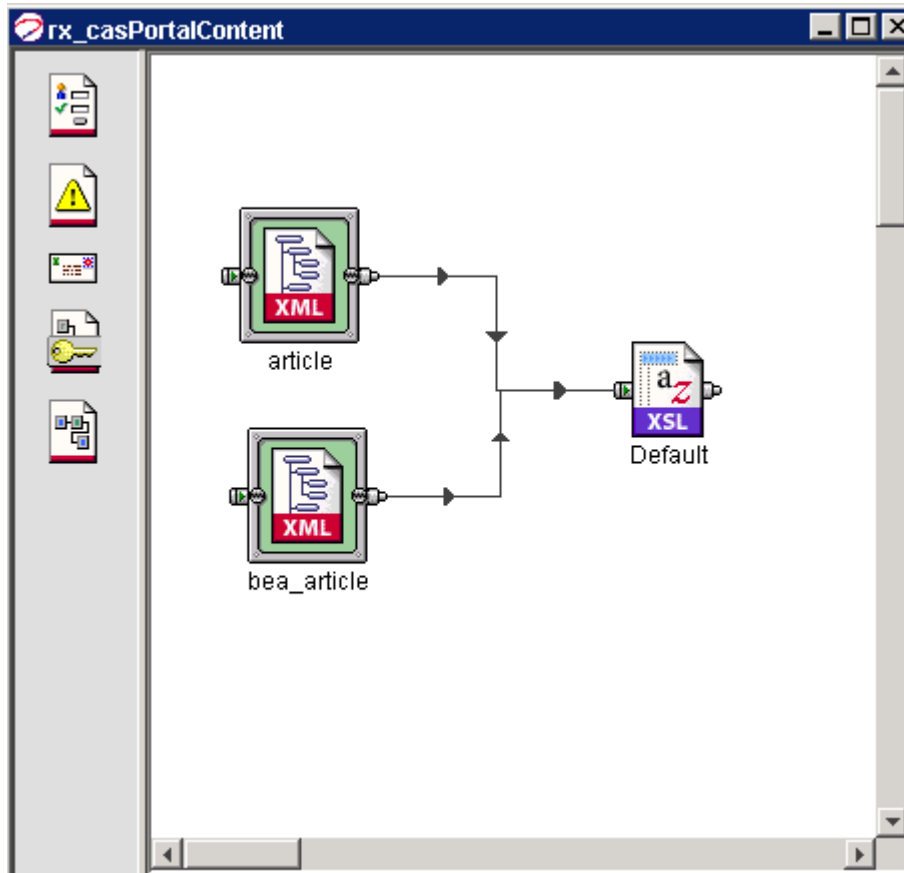 rx_casPortalContent
XML
article
a
z
XSL
Default
XML
bea_article